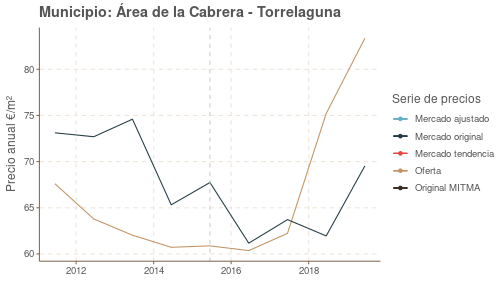 Municipio: Área de la Cabrera - Torrelaguna
Precio anual €/m²
80
75
70
65
60
2012
2014
2016
2018
Serie de precios
Mercado ajustado
Mercado original
Mercado tendencia
Oferta
Original MITMA